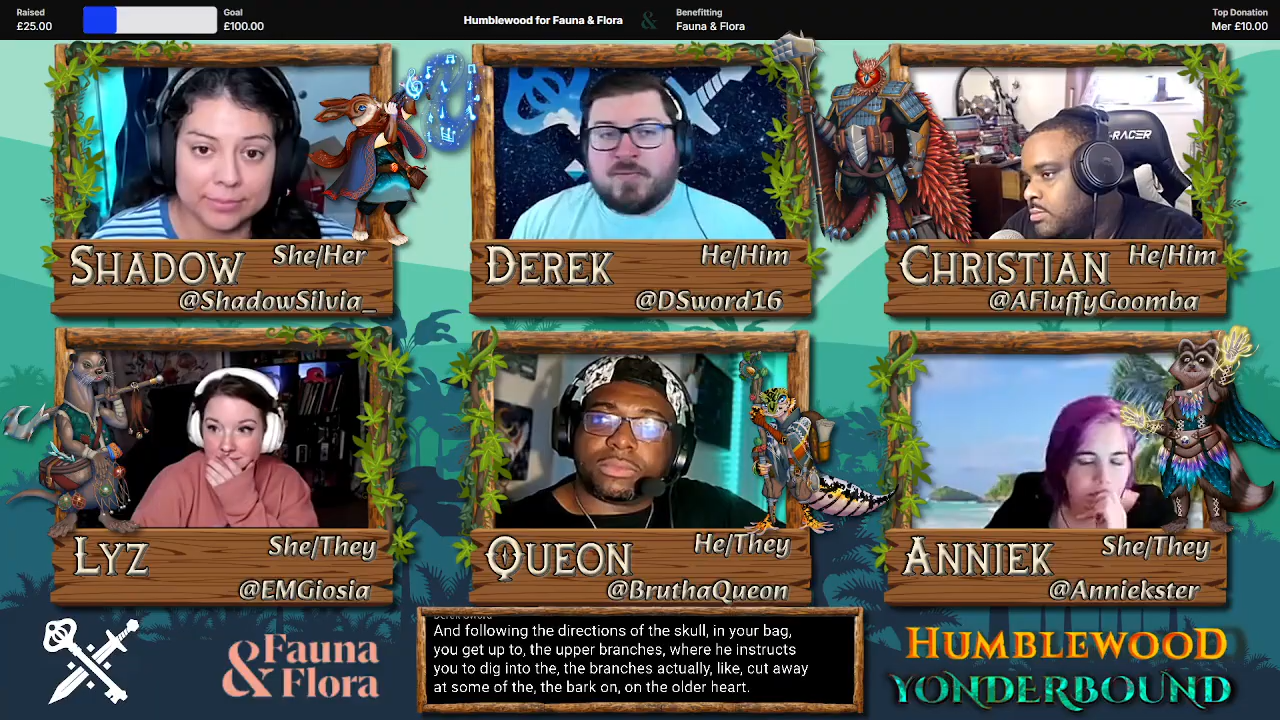 Raised
£25.00
Goal
£100.00
Humblewood for Fauna & Flora
&
Benefitting
Fauna & Flora
Top Donation
Mer £10.00
-RACER
SHADOW
She/Her
@ShadowSilvia_
DEREK
He/Him
@DSword16
CHRISTIAN
He/Him
@AFluffyGoomba
LYZ
She/They
@EMGiosia
QUEON
He/They
@BruthaQueon
ANNIEK
She/They
@Anniekster
Fauna
& Flora
Derek Sword
And following the directions of the skull, in your bag,
you get up to, the upper branches, where he instructs
you to dig into the, the branches actually, like, cut away
at some of the, the bark on, on the older heart.
HUMBLEWOOD
YONDERBOUND